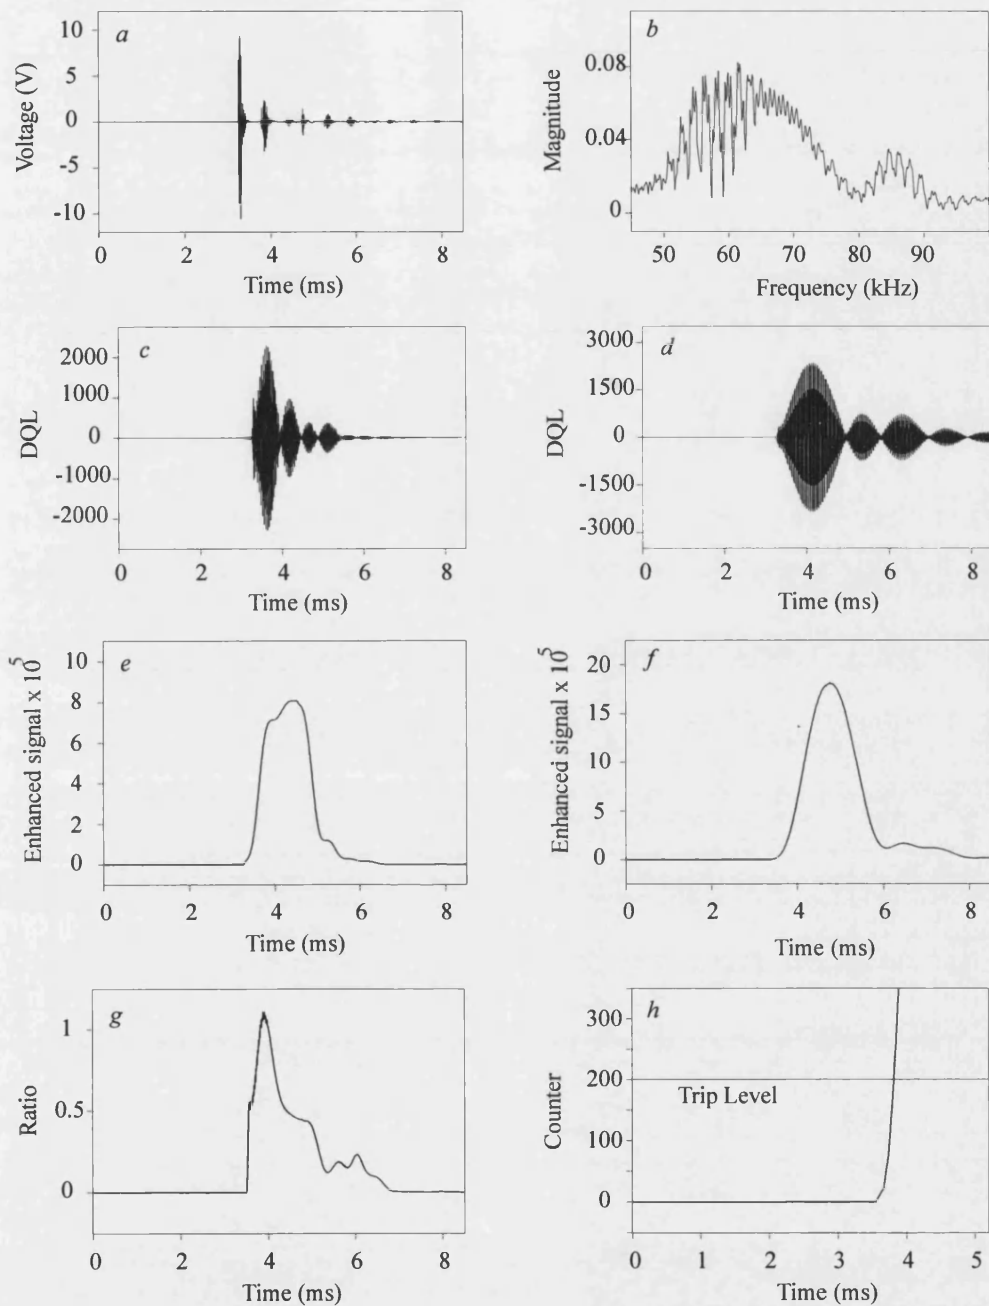 a
10
5
0
-5
-10
Voltage (V)
0 2 4 6 8
Time (ms)
b
0.08
0.04
0
Magnitude
50 60 70 80 90
Frequency (kHz)
c
2000
1000
0
-1000
-2000
DQL
0 2 4 6 8
Time (ms)
d
3000
1500
0
-1500
-3000
DQL
0 2 4 6 8
Time (ms)
e
10
8
6
4
2
0
Enhanced signal x 10⁵
0 2 4 6 8
Time (ms)
f
20
15
10
5
0
Enhanced signal x 10⁵
0 2 4 6 8
Time (ms)
g
1
0.5
0
Ratio
0 2 4 6 8
Time (ms)
h
300
200
100
0
Counter
Trip Level
0 1 2 3 4 5
Time (ms)